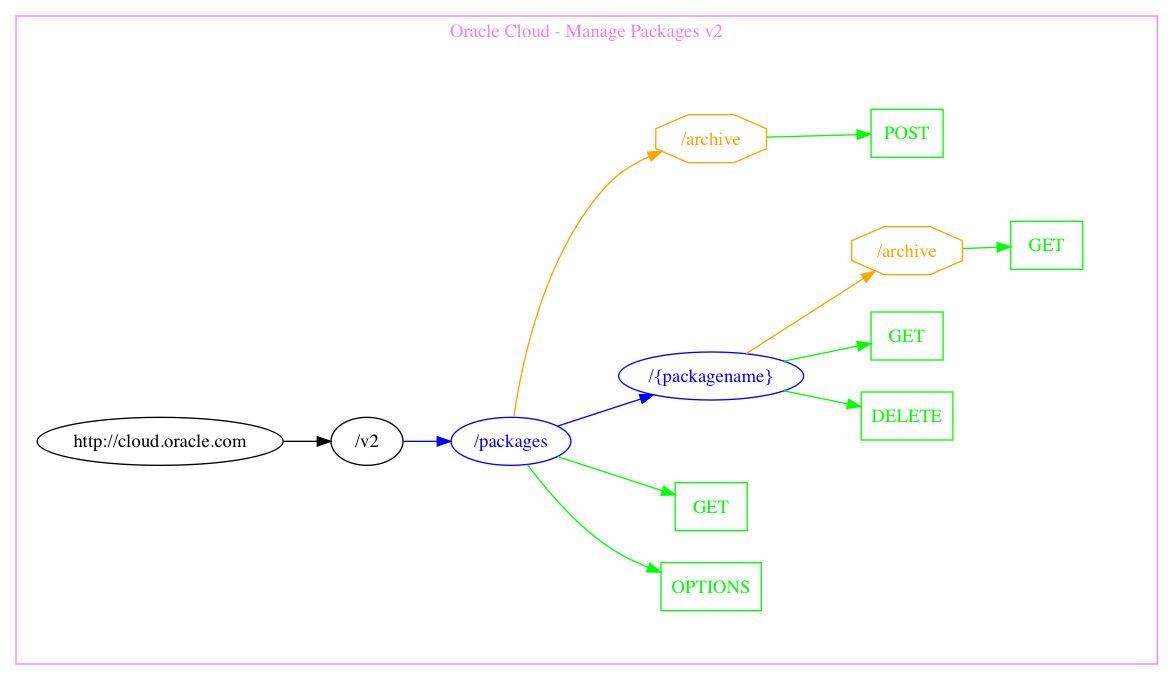 Oracle Cloud - Manage Packages v2
/archive
POST
/archive
GET
GET
/{packagename}
DELETE
http://cloud.oracle.com
/v2
/packages
GET
OPTIONS